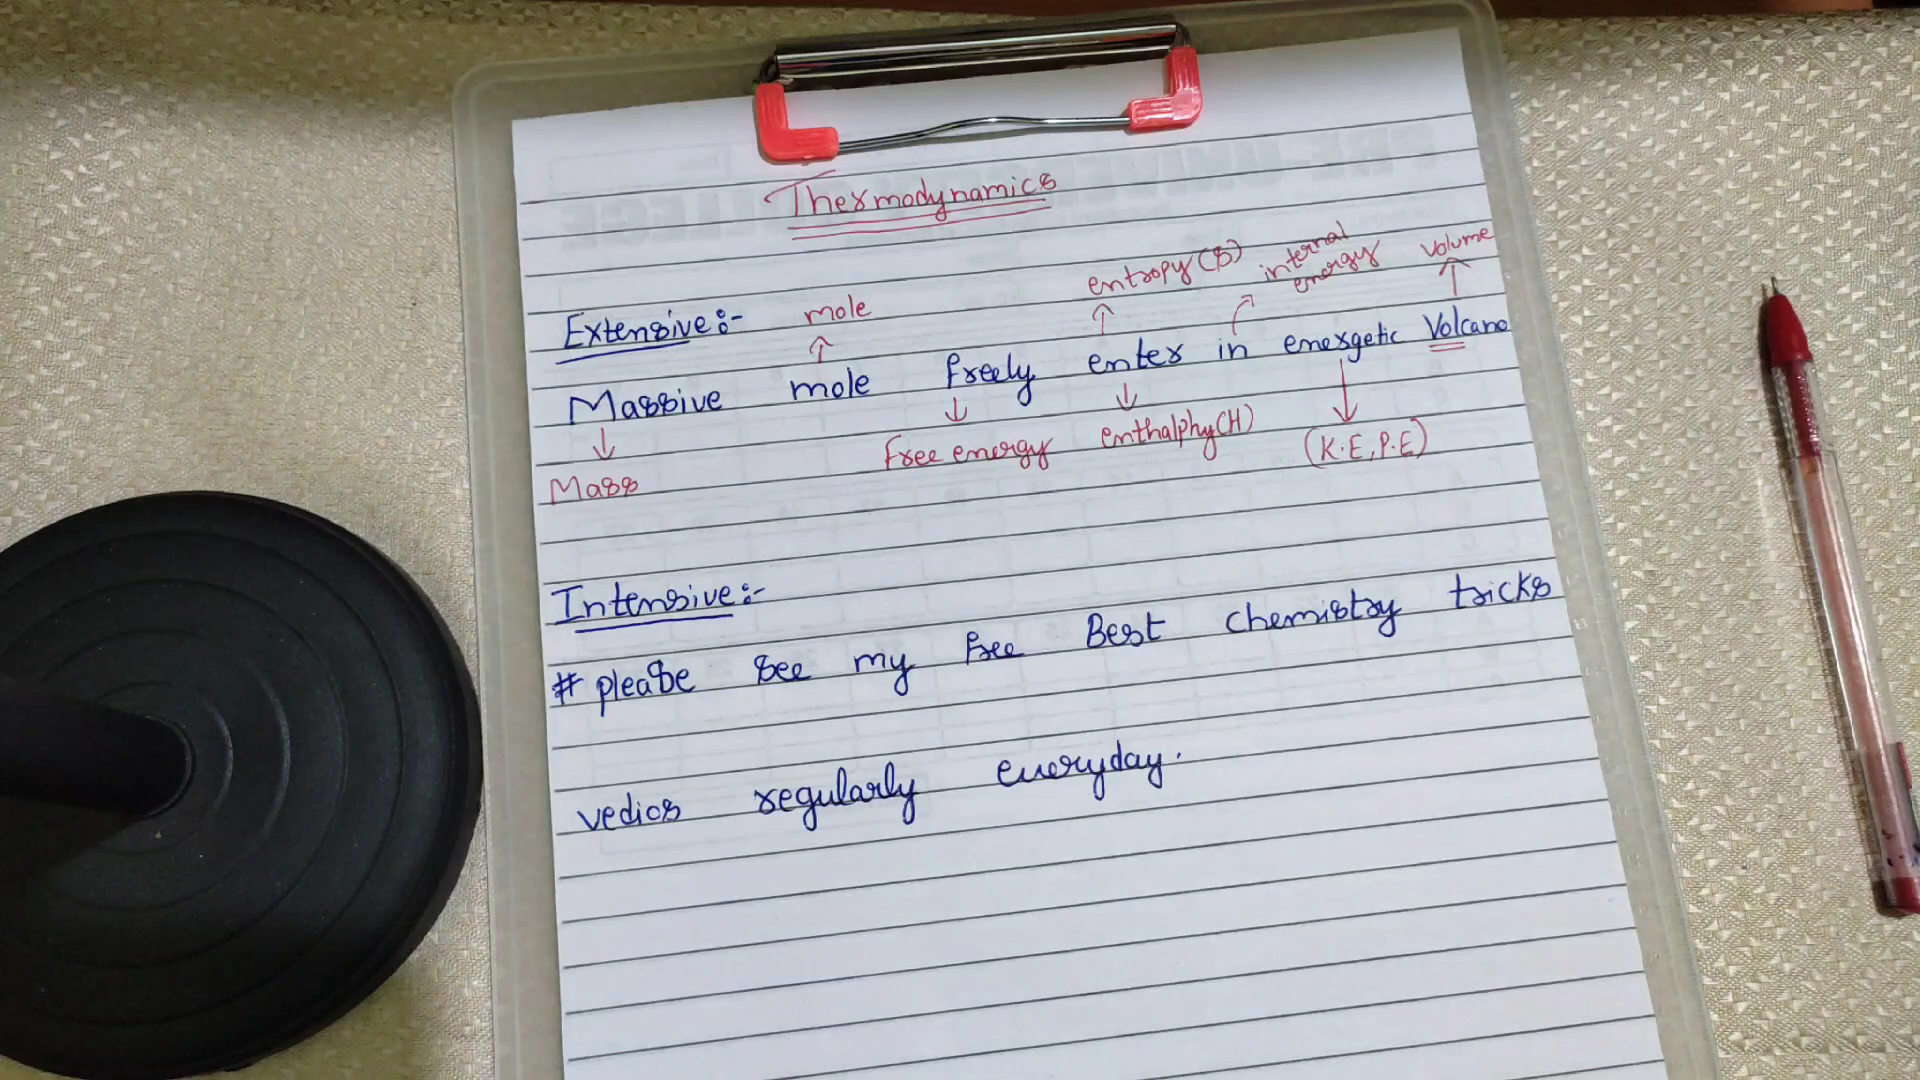 Thermodynamics
entropy(S) internal energy Volume
Extensive:- mole
Massive mole freely enter in energetic Volcano
Mass Free energy enthalphy(H) (K.E, P.E)
Intensive:-
# please see my free Best chemistry tricks
vedios regularly everyday.